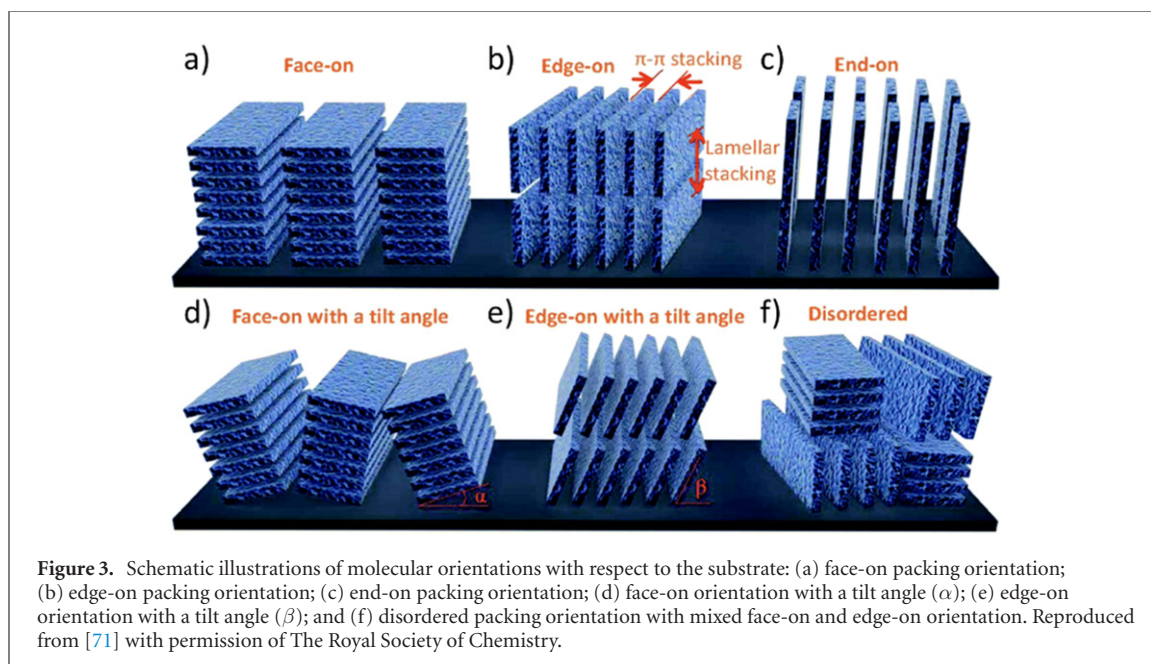 a) Face-on
b) Edge-on
π-π stacking
Lamellar
stacking
c) End-on
d) Face-on with a tilt angle
α
e) Edge-on with a tilt angle
β
f) Disordered
Figure 3. Schematic illustrations of molecular orientations with respect to the substrate: (a) face-on packing orientation;
(b) edge-on packing orientation; (c) end-on packing orientation; (d) face-on orientation with a tilt angle (α); (e) edge-on
orientation with a tilt angle (β); and (f) disordered packing orientation with mixed face-on and edge-on orientation. Reproduced
from [71] with permission of The Royal Society of Chemistry.